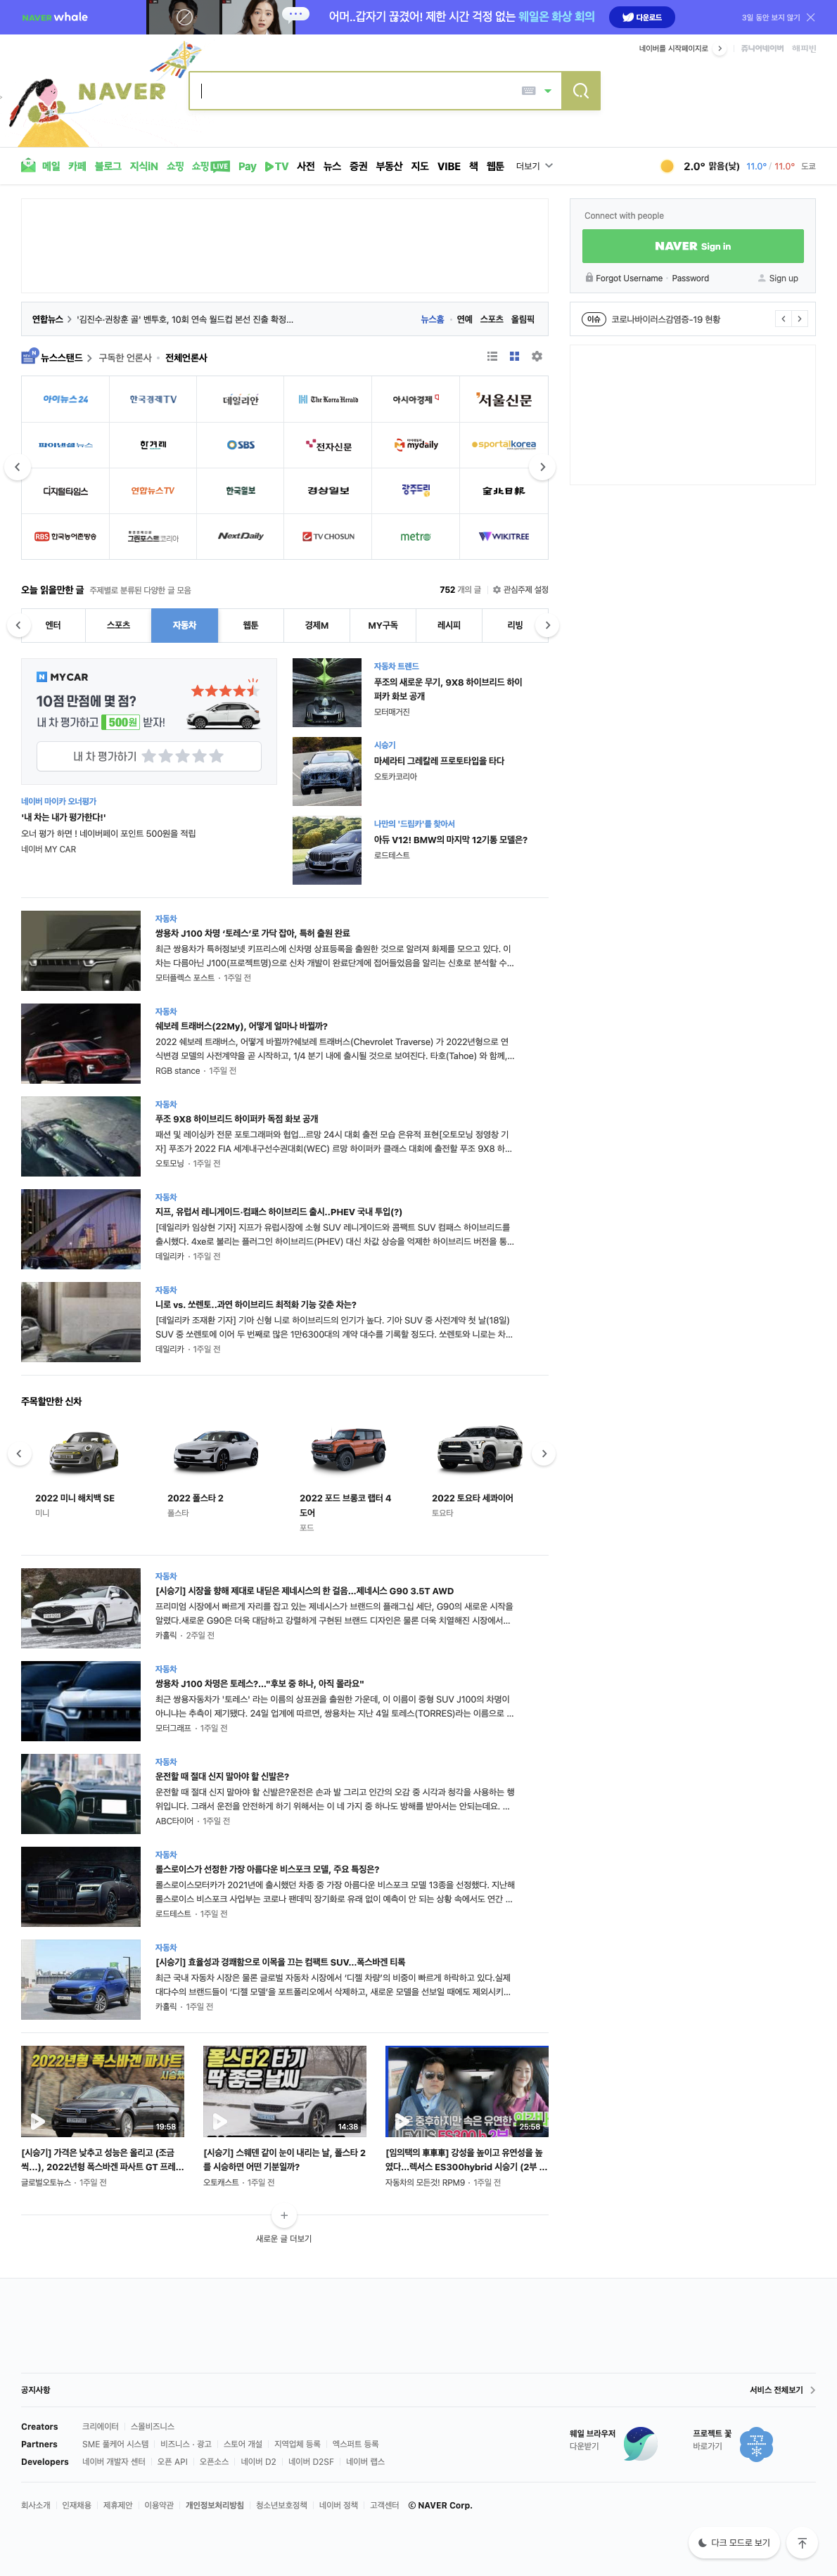 NAVER whale
어머..갑자기 끊겼어! 제한 시간 걱정 없는 웨일온 화상 회의
다운로드
3일 동안 보지 않기
네이버를 시작페이지로
쥬니어네이버 해피빈
NAVER
메일 카페 블로그 지식iN 쇼핑 쇼핑LIVE Pay TV 사전 뉴스 증권 부동산 지도 VIBE 책 웹툰 더보기
2.0° 맑음(낮) 11.0° / 11.0° 도쿄
Connect with people
NAVER Sign in
Forgot Username · Password
Sign up
연합뉴스 > '김진수·권창훈 골' 벤투호, 10회 연속 월드컵 본선 진출 확정...
뉴스홈 · 연예 스포츠 올림픽
이슈 코로나바이러스감염증-19 현황
뉴스스탠드 > 구독한 언론사 · 전체언론사
아이뉴스24 한국경제TV 데일리안 The Korea Herald 아시아경제 서울신문
파이낸셜뉴스 한겨레 SBS 전자신문 mydaily sportalkorea
디지털타임스 연합뉴스TV 한국일보 경상일보 광주드림 전북일보
RBS 한국농어촌방송 그린포스트코리아 NextDaily TV CHOSUN metro WIKITREE
오늘 읽을만한 글 주제별로 분류된 다양한 글 모음
752 개의 글 관심주제 설정
엔터 스포츠 자동차 웹툰 경제M MY구독 레시피 리빙
N MYCAR
10점 만점에 몇 점?
내 차 평가하고 500원 받자!
내 차 평가하기
네이버 마이카 오너평가
'내 차는 내가 평가한다!'
오너 평가 하면 ! 네이버페이 포인트 500원을 적립
네이버 MY CAR
자동차 트렌드
푸조의 새로운 무기, 9X8 하이브리드 하이
퍼카 화보 공개
모터매거진
시승기
마세라티 그레칼레 프로토타입을 타다
오토카코리아
나만의 '드림카'를 찾아서
아듀 V12! BMW의 마지막 12기통 모델은?
로드테스트
자동차
쌍용차 J100 차명 '토레스'로 가닥 잡아, 특허 출원 완료
최근 쌍용차가 특허정보넷 키프리스에 신차명 상표등록을 출원한 것으로 알려져 화제를 모으고 있다. 이
차는 다름아닌 J100(프로젝트명)으로 신차 개발이 완료단계에 접어들었음을 알리는 신호로 분석할 수...
모터플렉스 포스트 · 1주일 전
자동차
쉐보레 트래버스(22My), 어떻게 얼마나 바뀔까?
2022 쉐보레 트래버스, 어떻게 바뀔까?쉐보레 트래버스(Chevrolet Traverse) 가 2022년형으로 연
식변경 모델의 사전계약을 곧 시작하고, 1/4 분기 내에 출시될 것으로 보여진다. 타호(Tahoe) 와 함께,...
RGB stance · 1주일 전
자동차
푸조 9X8 하이브리드 하이퍼카 독점 화보 공개
패션 및 레이싱카 전문 포토그래퍼와 협업...르망 24시 대회 출전 모습 은유적 표현[오토모닝 정영창 기
자] 푸조가 2022 FIA 세계내구선수권대회(WEC) 르망 하이퍼카 클래스 대회에 출전할 푸조 9X8 하...
오토모닝 · 1주일 전
자동차
지프, 유럽서 레니게이드·컴패스 하이브리드 출시..PHEV 국내 투입(?)
[데일리카 임상현 기자] 지프가 유럽시장에 소형 SUV 레니게이드와 콤팩트 SUV 컴패스 하이브리드를
출시했다. 4xe로 불리는 플러그인 하이브리드(PHEV) 대신 차값 상승을 억제한 하이브리드 버전을 통...
데일리카 · 1주일 전
자동차
니로 vs. 쏘렌토..과연 하이브리드 최적화 기능 갖춘 차는?
[데일리카 조재환 기자] 기아 신형 니로 하이브리드의 인기가 높다. 기아 SUV 중 사전계약 첫 날(18일)
SUV 중 쏘렌토에 이어 두 번째로 많은 1만6300대의 계약 대수를 기록할 정도다. 쏘렌토와 니로는 차...
데일리카 · 1주일 전
주목할만한 신차
2022 미니 해치백 SE
미니
2022 폴스타 2
폴스타
2022 포드 브롱코 랩터 4
도어
포드
2022 토요타 세콰이어
토요타
자동차
[시승기] 시장을 향해 제대로 내딛은 제네시스의 한 걸음...제네시스 G90 3.5T AWD
프리미엄 시장에서 빠르게 자리를 잡고 있는 제네시스가 브랜드의 플래그십 세단, G90의 새로운 시작을
알렸다.새로운 G90은 더욱 대담하고 강렬하게 구현된 브랜드 디자인은 물론 더욱 치열해진 시장에서...
카홀릭 · 2주일 전
자동차
쌍용차 J100 차명은 토레스?..."후보 중 하나, 아직 몰라요"
최근 쌍용자동차가 '토레스' 라는 이름의 상표권을 출원한 가운데, 이 이름이 중형 SUV J100의 차명이
아니냐는 추측이 제기됐다. 24일 업계에 따르면, 쌍용차는 지난 4일 토레스(TORRES)라는 이름으로 ...
모터그래프 · 1주일 전
자동차
운전할 때 절대 신지 말아야 할 신발은?
운전할 때 절대 신지 말아야 할 신발은?운전은 손과 발 그리고 인간의 오감 중 시각과 청각을 사용하는 행
위입니다. 그래서 운전을 안전하게 하기 위해서는 이 네 가지 중 하나도 방해를 받아서는 안되는데요. ...
ABC타이어 · 1주일 전
자동차
롤스로이스가 선정한 가장 아름다운 비스포크 모델, 주요 특징은?
롤스로이스모터카가 2021년에 출시했던 차종 중 가장 아름다운 비스포크 모델 13종을 선정했다. 지난해
롤스로이스 비스포크 사업부는 코로나 팬데믹 장기화로 유래 없이 예측이 안 되는 상황 속에서도 연간 ...
로드테스트 · 1주일 전
자동차
[시승기] 효율성과 경쾌함으로 이목을 끄는 컴팩트 SUV...폭스바겐 티록
최근 국내 자동차 시장은 물론 글로벌 자동차 시장에서 '디젤 차량'의 비중이 빠르게 하락하고 있다.실제
대다수의 브랜드들이 '디젤 모델'을 포트폴리오에서 삭제하고, 새로운 모델을 선보일 때에도 제외시키...
카홀릭 · 1주일 전
2022년형 폭스바겐 파사트
19:58
폴스타2 타기
딱 좋은 날씨
14:38
25:58
[시승기] 가격은 낮추고 성능은 올리고 (조금
씩...), 2022년형 폭스바겐 파사트 GT 프레...
글로벌오토뉴스 · 1주일 전
[시승기] 스웨덴 같이 눈이 내리는 날, 폴스타 2
를 시승하면 어떤 기분일까?
오토캐스트 · 1주일 전
[임의택의 車車車] 감성을 높이고 유연성을 높
였다...렉서스 ES300hybrid 시승기 (2부 ...
자동차의 모든것! RPM9 · 1주일 전
새로운 글 더보기
공지사항
서비스 전체보기
Creators 크리에이터 스몰비즈니스
Partners SME 풀케어 시스템 비즈니스 · 광고 스토어 개설 지역업체 등록 엑스퍼트 등록
Developers 네이버 개발자 센터 오픈 API 오픈소스 네이버 D2 네이버 D2SF 네이버 랩스
웨일 브라우저
다운받기
프로젝트 꽃
바로가기
회사소개 인재채용 제휴제안 이용약관 개인정보처리방침 청소년보호정책 네이버 정책 고객센터 ⓒ NAVER Corp.
다크 모드로 보기